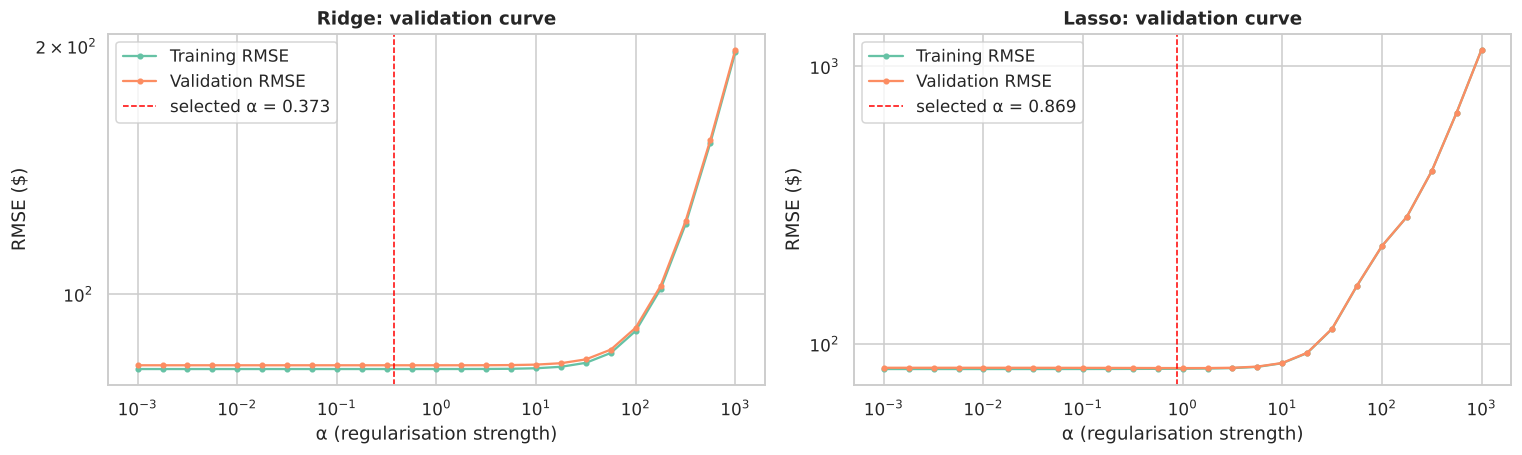 Ridge: validation curve
2 × 10²
10²
RMSE ($)
Training RMSE
Validation RMSE
selected α = 0.373
10⁻³ 10⁻² 10⁻¹ 10⁰ 10¹ 10² 10³
α (regularisation strength)
Lasso: validation curve
10³
10²
RMSE ($)
Training RMSE
Validation RMSE
selected α = 0.869
10⁻³ 10⁻² 10⁻¹ 10⁰ 10¹ 10² 10³
α (regularisation strength)